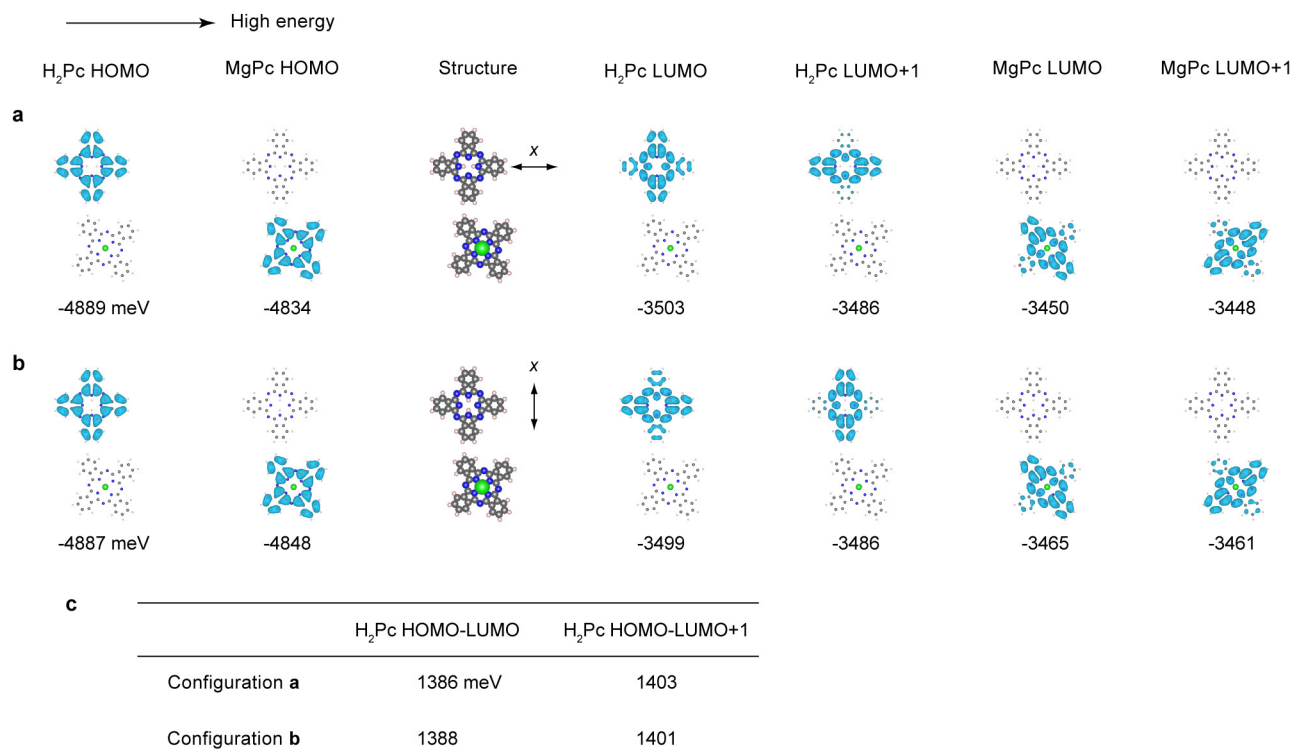 High energy
H₂Pc HOMO MgPc HOMO Structure H₂Pc LUMO H₂Pc LUMO+1 MgPc LUMO MgPc LUMO+1
a
x
-4889 meV -4834 -3503 -3486 -3450 -3448
b
x
-4887 meV -4848 -3499 -3486 -3465 -3461
c
H₂Pc HOMO-LUMO H₂Pc HOMO-LUMO+1
Configuration a 1386 meV 1403
Configuration b 1388 1401